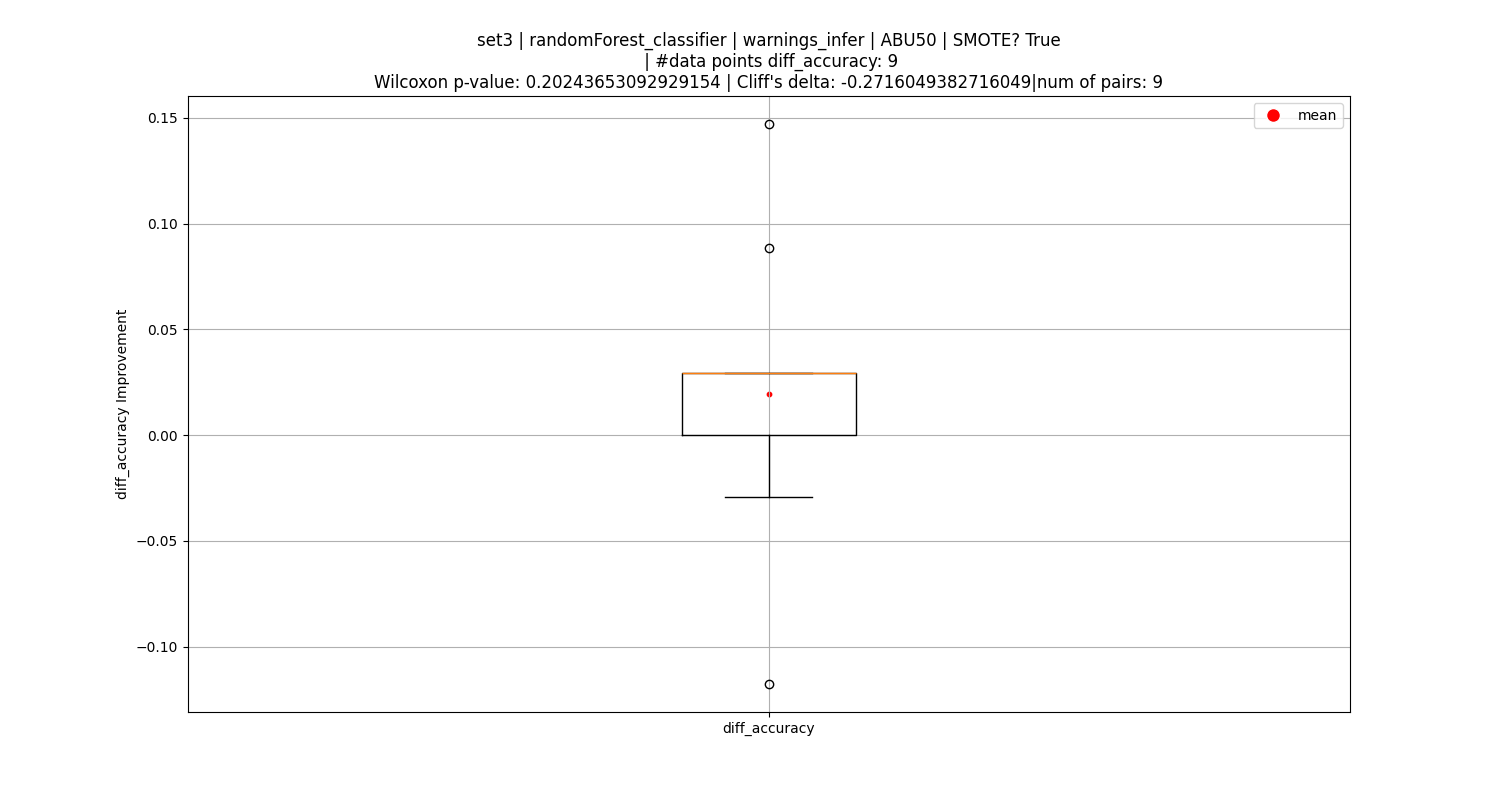 set3 | randomForest_classifier | warnings_infer | ABU50 | SMOTE? True
| #data points diff_accuracy: 9
Wilcoxon p-value: 0.20243653092929154 | Cliff's delta: -0.2716049382716049|num of pairs: 9
mean
0.15
0.10
0.05
0.00
−0.05
−0.10
diff_accuracy Improvement
diff_accuracy